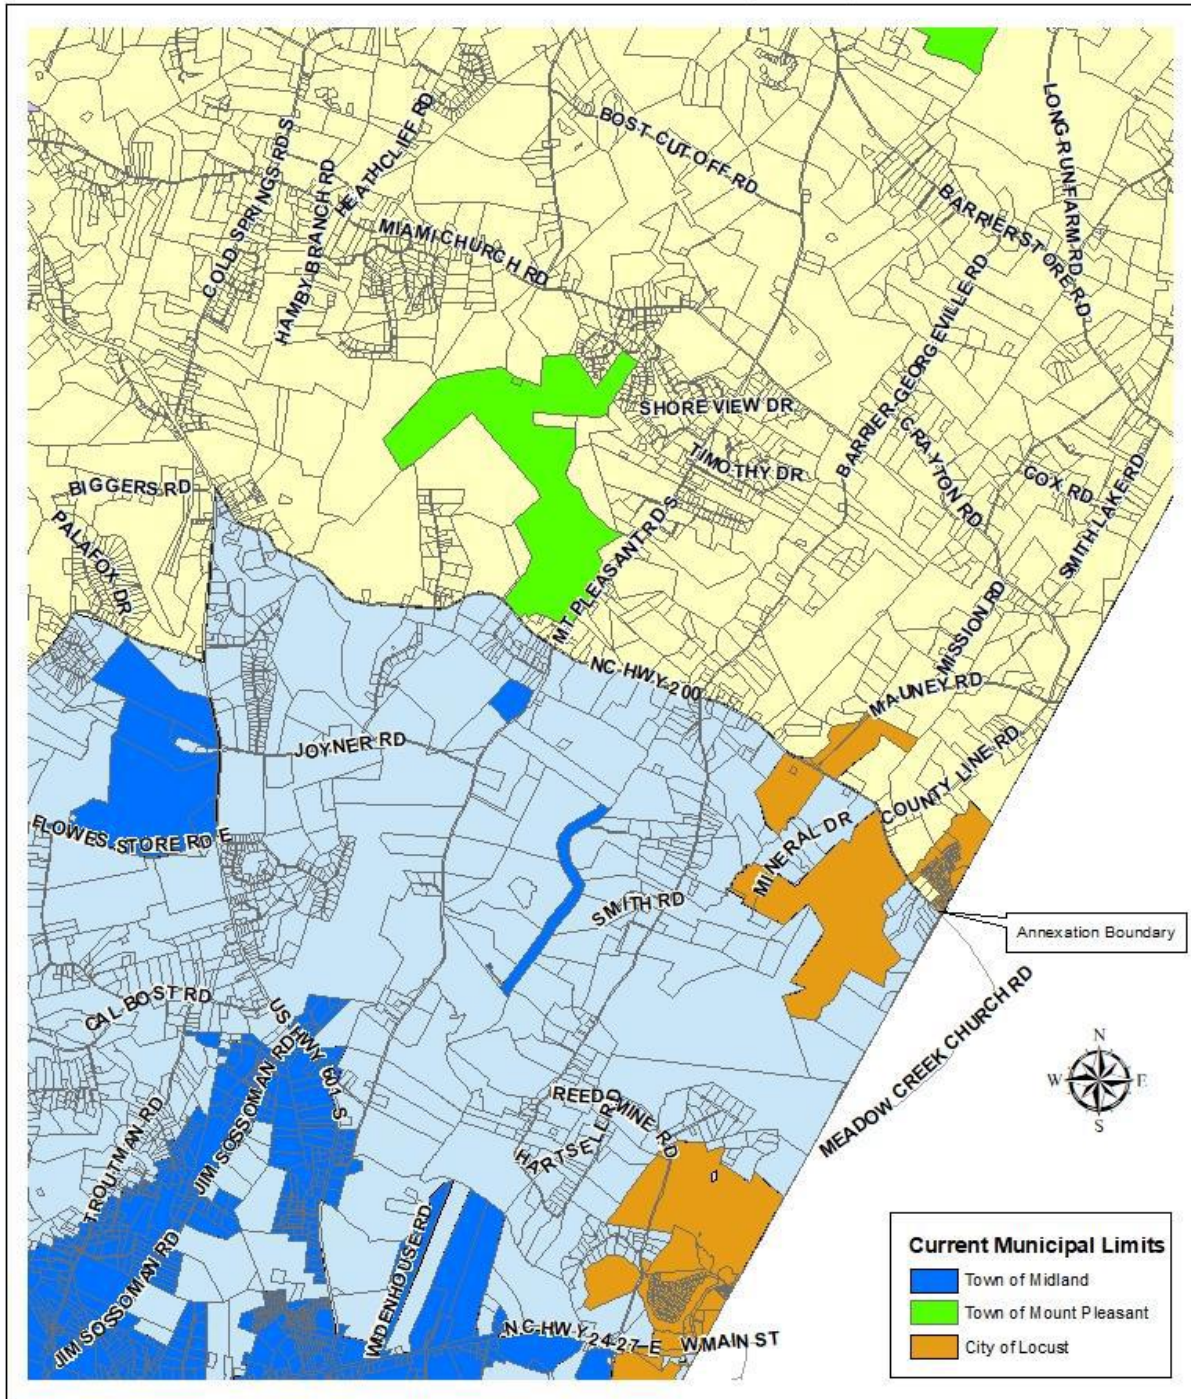 LONG RUN FARM RD
HEATHCLIFF RD
BOST CUT OFF RD
COLD SPRINGS RD S
HAMBY BRANCH RD
BARRIER STORE RD
MIAMI CHURCH RD
BARRIER-GEORGEVILLE RD
SHORE VIEW DR
CRAYTON RD
TIMOTHY DR
COX RD
SMITH LAKE RD
BIGGERS RD
PALAFOX DR
MT PLEASANT RD S
MISSION RD
NC HWY 200
MAUNEY RD
COUNTY LINE RD
JOYNER RD
MINERAL DR
FLOWES STORE RD E
SMITH RD
Annexation Boundary
MEADOW CREEK CHURCH RD
CAL BOST RD
US HWY 601 S
JIM SOSSOMAN RD
TROUTMAN RD
REED MINE RD
HARTSELL RD
N
W E
S
WIDENHOUSE RD
JIM SOSSOMAN RD
NC HWY 24-27 E
W MAIN ST
Current Municipal Limits
Town of Midland
Town of Mount Pleasant
City of Locust